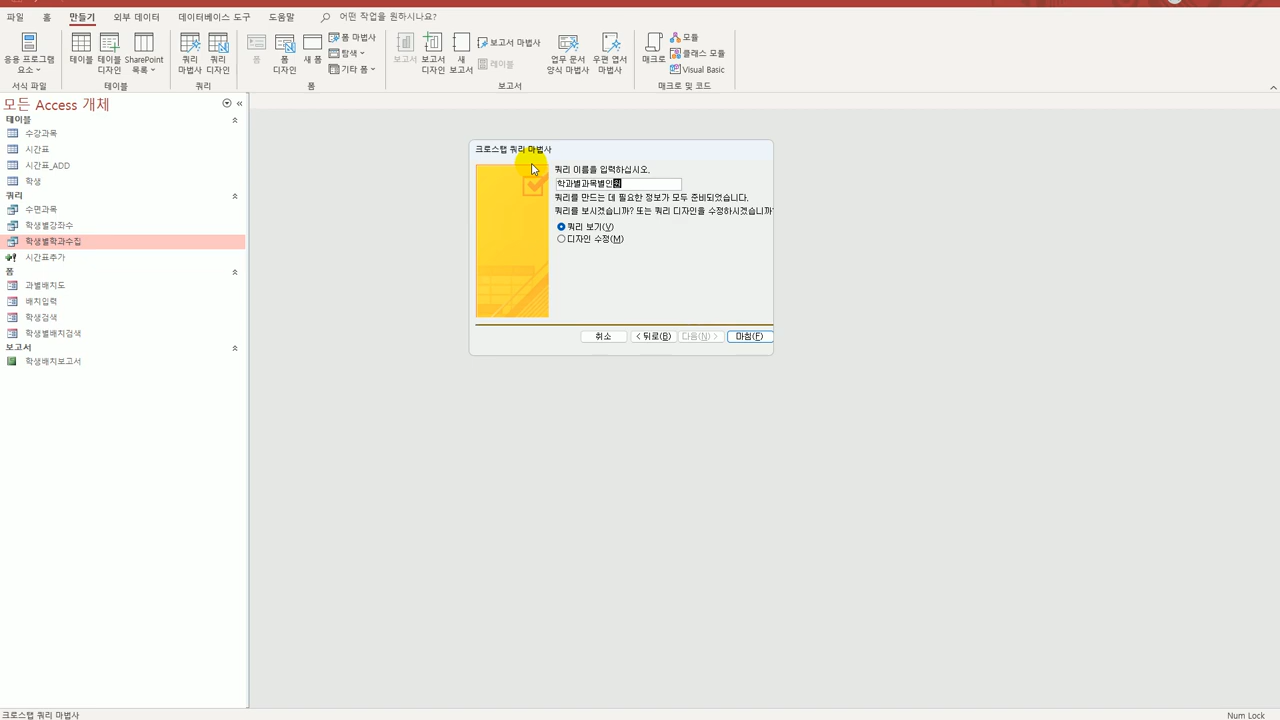 파일 홈 만들기 외부 데이터 데이터베이스 도구 도움말 어떤 작업을 원하시나요?
응용 프로그램 요소
테이블
테이블 디자인
SharePoint 목록
쿼리 마법사
쿼리 디자인
폼
폼 디자인
새 폼
폼 마법사
탐색
기타 폼
보고서
보고서 디자인
새 보고서
보고서 마법사
레이블
업무 문서 양식 마법사
우편 엽서 마법사
매크로
모듈
클래스 모듈
Visual Basic
서식 파일 테이블 쿼리 폼 보고서 매크로 및 코드
모든 Access 개체
테이블
수강과목
시간표
시간표_ADD
학생
쿼리
수면과목
학생별강좌수
학생별학과수집
시간표추가
폼
과별배치도
배치입력
학생검색
학생별배치검색
보고서
학생배치보고서
크로스탭 쿼리 마법사
쿼리 이름을 입력하십시오.
학과별과목별인
쿼리를 만드는 데 필요한 정보가 모두 준비되었습니다.
쿼리를 보시겠습니까? 또는 쿼리 디자인을 수정하시겠습니까?
쿼리 보기(V)
디자인 수정(M)
취소 < 뒤로(B) 다음(N) > 마침(F)
크로스탭 쿼리 마법사 Num Lock